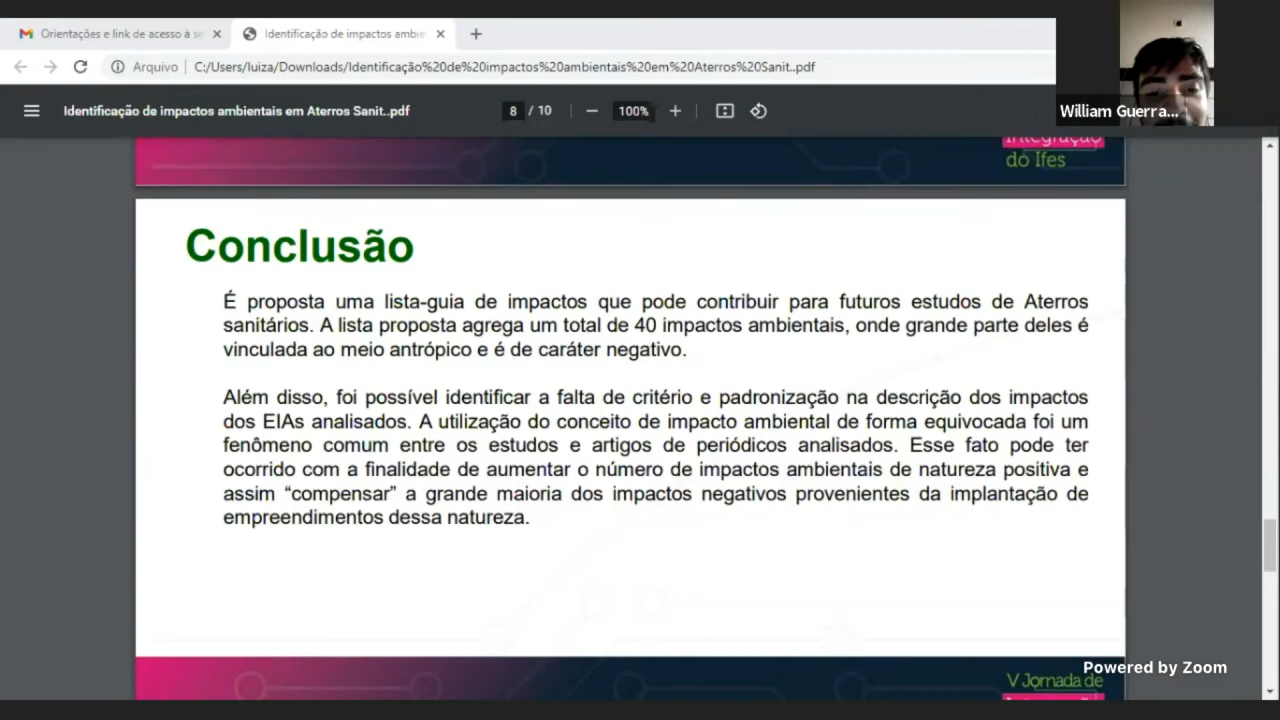 Orientações e link de acesso à se
Identificação de impactos ambie
Arquivo
C:/Users/luiza/Downloads/Identificação%20de%20impactos%20ambientais%20em%20Aterros%20Sanit..pdf
William Guerra...
Identificação de impactos ambientais em Aterros Sanit..pdf
8 / 10
100%
Integração
do Ifes
Conclusão
É proposta uma lista-guia de impactos que pode contribuir para futuros estudos de Aterros
sanitários. A lista proposta agrega um total de 40 impactos ambientais, onde grande parte deles é
vinculada ao meio antrópico e é de caráter negativo.
Além disso, foi possível identificar a falta de critério e padronização na descrição dos impactos
dos EIAs analisados. A utilização do conceito de impacto ambiental de forma equivocada foi um
fenômeno comum entre os estudos e artigos de periódicos analisados. Esse fato pode ter
ocorrido com a finalidade de aumentar o número de impactos ambientais de natureza positiva e
assim “compensar” a grande maioria dos impactos negativos provenientes da implantação de
empreendimentos dessa natureza.
Powered by Zoom
V Jornada de